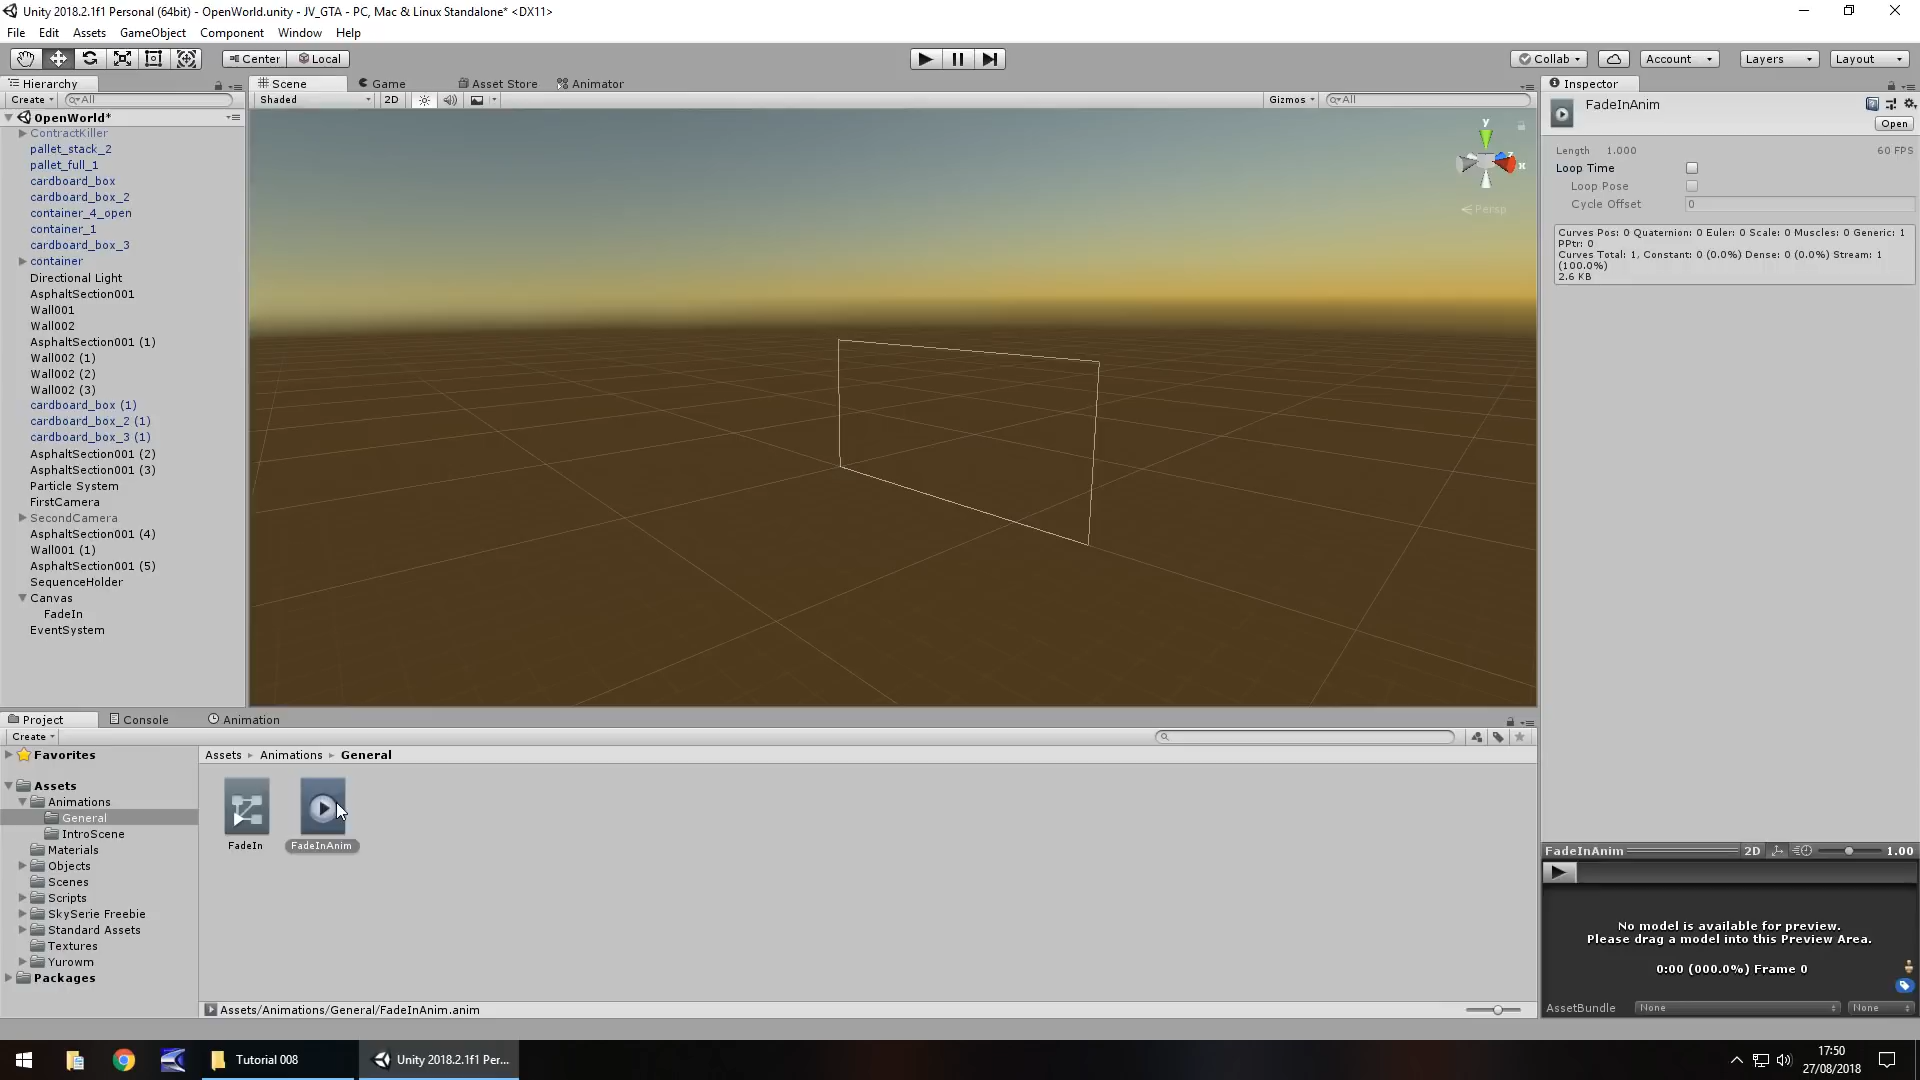 Unity 2018.2.1f1 Personal (64bit) - OpenWorld.unity - JV_GTA - PC, Mac & Linux Standalone* <DX11>
File Edit Assets GameObject Component Window Help
Center Local Collab Account Layers Layout
Hierarchy Scene Game Asset Store Animator Inspector
Create All Shaded 2D Gizmos All
OpenWorld*
ContractKiller
pallet_stack_2
pallet_full_1
cardboard_box
cardboard_box_2
container_4_open
container_1
cardboard_box_3
container
Directional Light
AsphaltSection001
Wall001
Wall002
AsphaltSection001 (1)
Wall002 (1)
Wall002 (2)
Wall002 (3)
cardboard_box (1)
cardboard_box_2 (1)
cardboard_box_3 (1)
AsphaltSection001 (2)
AsphaltSection001 (3)
Particle System
FirstCamera
SecondCamera
AsphaltSection001 (4)
Wall001 (1)
AsphaltSection001 (5)
SequenceHolder
Canvas
FadeIn
EventSystem
y
x
Persp
FadeInAnim
Open
Length 1.000 60 FPS
Loop Time
Loop Pose
Cycle Offset 0
Curves Pos: 0 Quaternion: 0 Euler: 0 Scale: 0 Muscles: 0 Generic: 1
PPtr: 0
Curves Total: 1, Constant: 0 (0.0%) Dense: 0 (0.0%) Stream: 1
(100.0%)
2.6 KB
Project Console Animation
Create
Favorites
Assets
Animations
General
IntroScene
Materials
Objects
Scenes
Scripts
SkySerie Freebie
Standard Assets
Textures
Yurowm
Packages
Assets Animations General
FadeIn FadeInAnim
Assets/Animations/General/FadeInAnim.anim
FadeInAnim 2D 1.00
No model is available for preview.
Please drag a model into this Preview Area.
0:00 (000.0%) Frame 0
AssetBundle None None
Tutorial 008 Unity 2018.2.1f1 Per...
17:50
27/08/2018